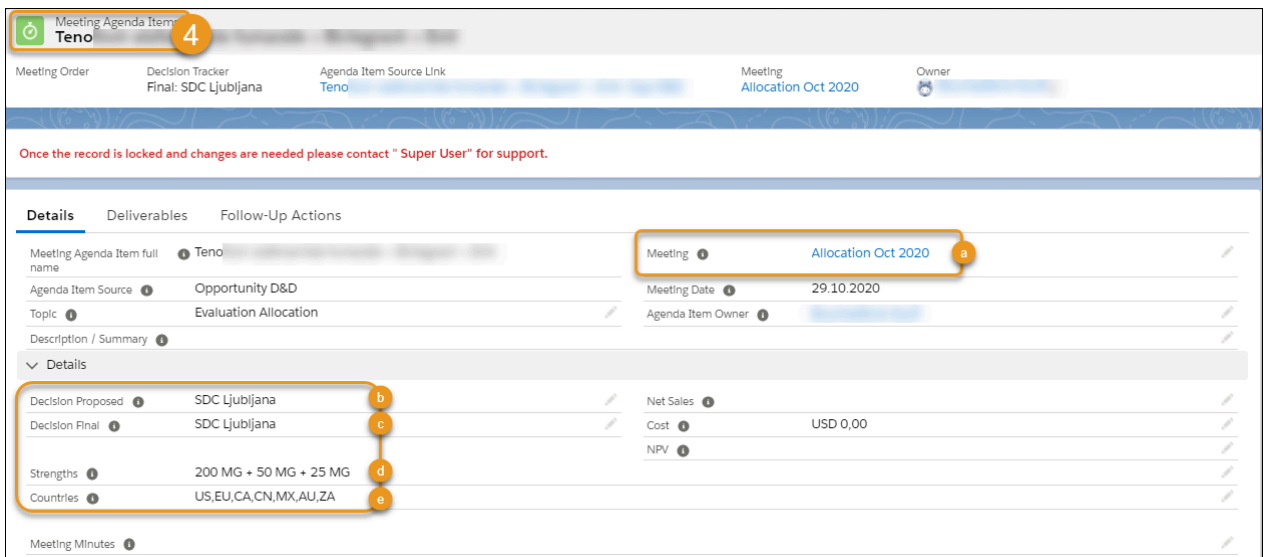 Meeting Agenda Item
4
Teno
Meeting Order Decision Tracker Agenda Item Source Link Meeting Owner
Final: SDC Ljubljana Teno Allocation Oct 2020
Once the record is locked and changes are needed please contact " Super User" for support.
Details Deliverables Follow-Up Actions
Meeting Agenda Item full name Teno
Meeting Allocation Oct 2020 a
Agenda Item Source Opportunity D&D
Meeting Date 29.10.2020
Topic Evaluation Allocation
Agenda Item Owner
Description / Summary
Details
Decision Proposed SDC Ljubljana b
Net Sales
Decision Final SDC Ljubljana c
Cost USD 0,00
NPV
Strengths 200 MG + 50 MG + 25 MG d
Countries US,EU,CA,CN,MX,AU,ZA e
Meeting Minutes